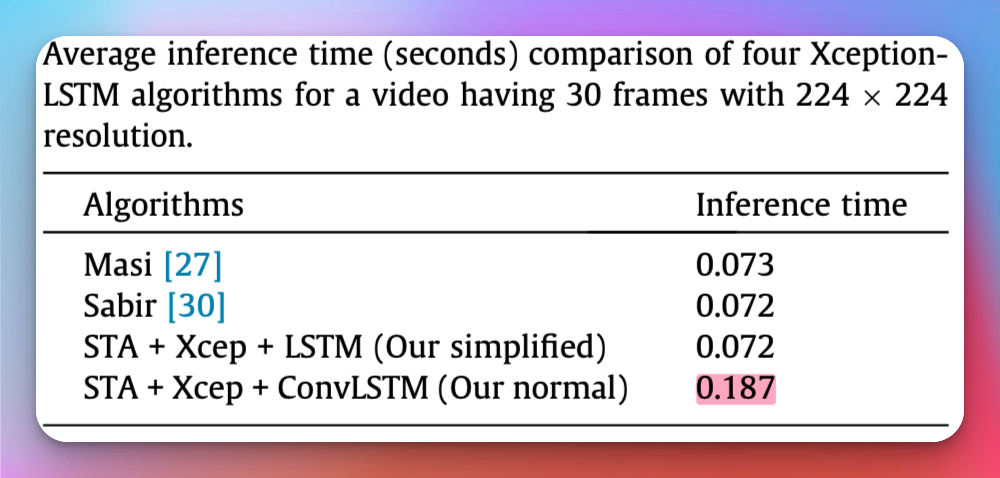 Average inference time (seconds) comparison of four Xception-
LSTM algorithms for a video having 30 frames with 224 × 224
resolution.
Algorithms Inference time
Masi [27] 0.073
Sabir [30] 0.072
STA + Xcep + LSTM (Our simplified) 0.072
STA + Xcep + ConvLSTM (Our normal) 0.187